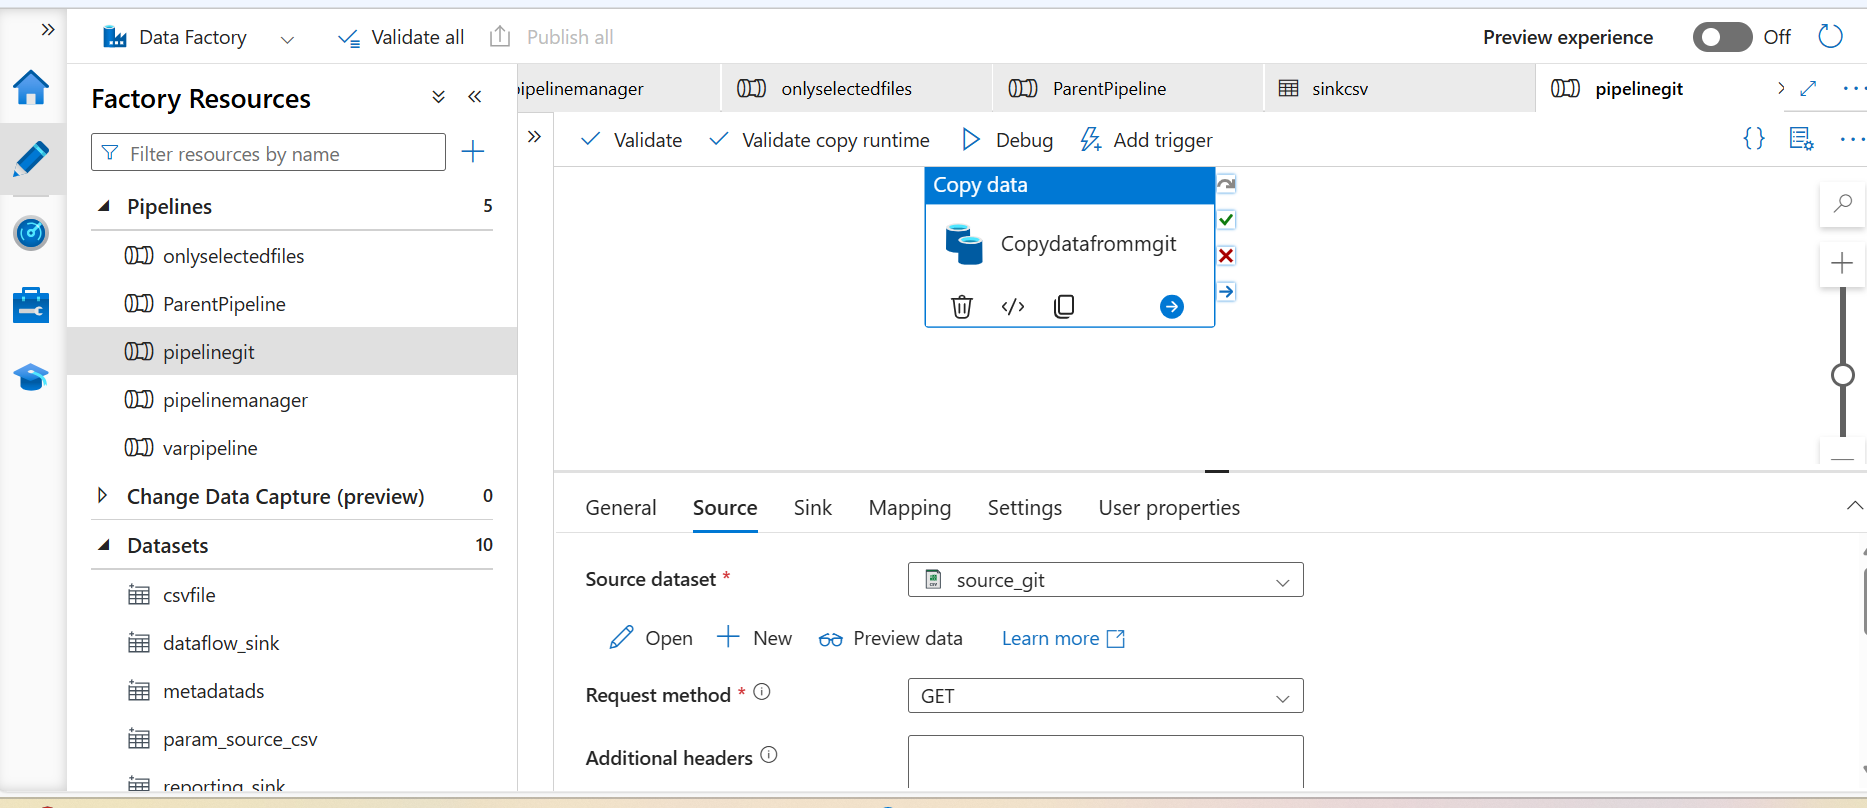 Data Factory
Validate all
Publish all
Preview experience
Off
Factory Resources
Filter resources by name
Pipelines 5
onlyselectedfiles
ParentPipeline
pipelinegit
pipelinemanager
varpipeline
Change Data Capture (preview) 0
Datasets 10
csvfile
dataflow_sink
metadatads
param_source_csv
reporting_sink
pipelinemanager
onlyselectedfiles
ParentPipeline
sinkcsv
pipelinegit
Validate
Validate copy runtime
Debug
Add trigger
Copy data
Copydatafrommgit
General
Source
Sink
Mapping
Settings
User properties
Source dataset *
source_git
Open
New
Preview data
Learn more
Request method *
GET
Additional headers